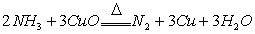 2NH₃ + 3CuO =Δ= N₂ + 3Cu + 3H₂O